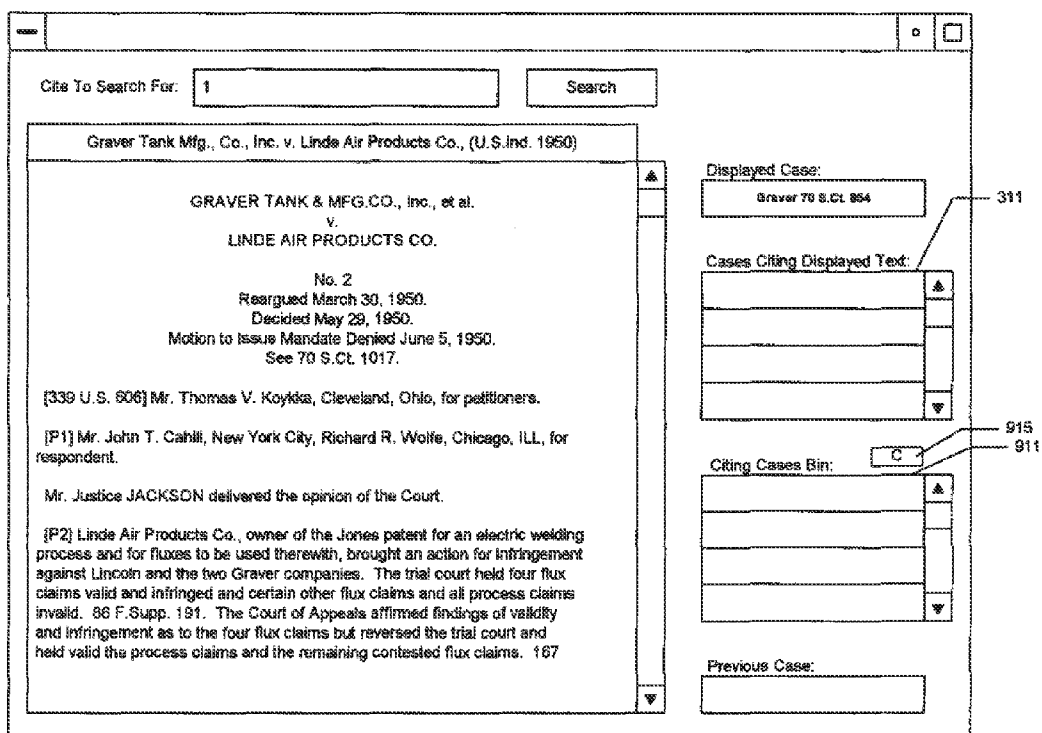 Cite To Search For: 1 Search
Graver Tank Mfg., Co., Inc. v. Linde Air Products Co., (U.S.Ind. 1950)
GRAVER TANK & MFG.CO., Inc., et al.
v.
LINDE AIR PRODUCTS CO.
No. 2
Reargued March 30, 1950.
Decided May 29, 1950.
Motion to Issue Mandate Denied June 5, 1950.
See 70 S.Ct. 1017.
[339 U.S. 606] Mr. Thomas V. Koykka, Cleveland, Ohio, for petitioners.
[P1] Mr. John T. Cahill, New York City, Richard R. Wolfe, Chicago, ILL, for
respondent.
Mr. Justice JACKSON delivered the opinion of the Court.
[P2] Linde Air Products Co., owner of the Jones patent for an electric welding
process and for fluxes to be used therewith, brought an action for infringement
against Lincoln and the two Graver companies. The trial court held four flux
claims valid and infringed and certain other flux claims and all process claims
invalid. 86 F.Supp. 191. The Court of Appeals affirmed findings of validity
and infringement as to the four flux claims but reversed the trial court and
held valid the process claims and the remaining contested flux claims. 167
Displayed Case:
Graver 70 S.Ct. 854
311
Cases Citing Displayed Text:
915
C
911
Citing Cases Bin:
Previous Case: